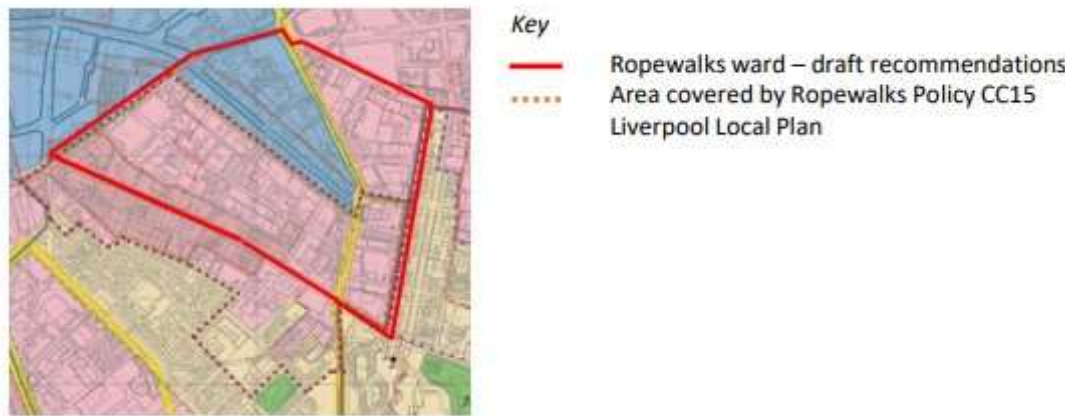 Key
Ropewalks ward – draft recommendations
Area covered by Ropewalks Policy CC15
Liverpool Local Plan